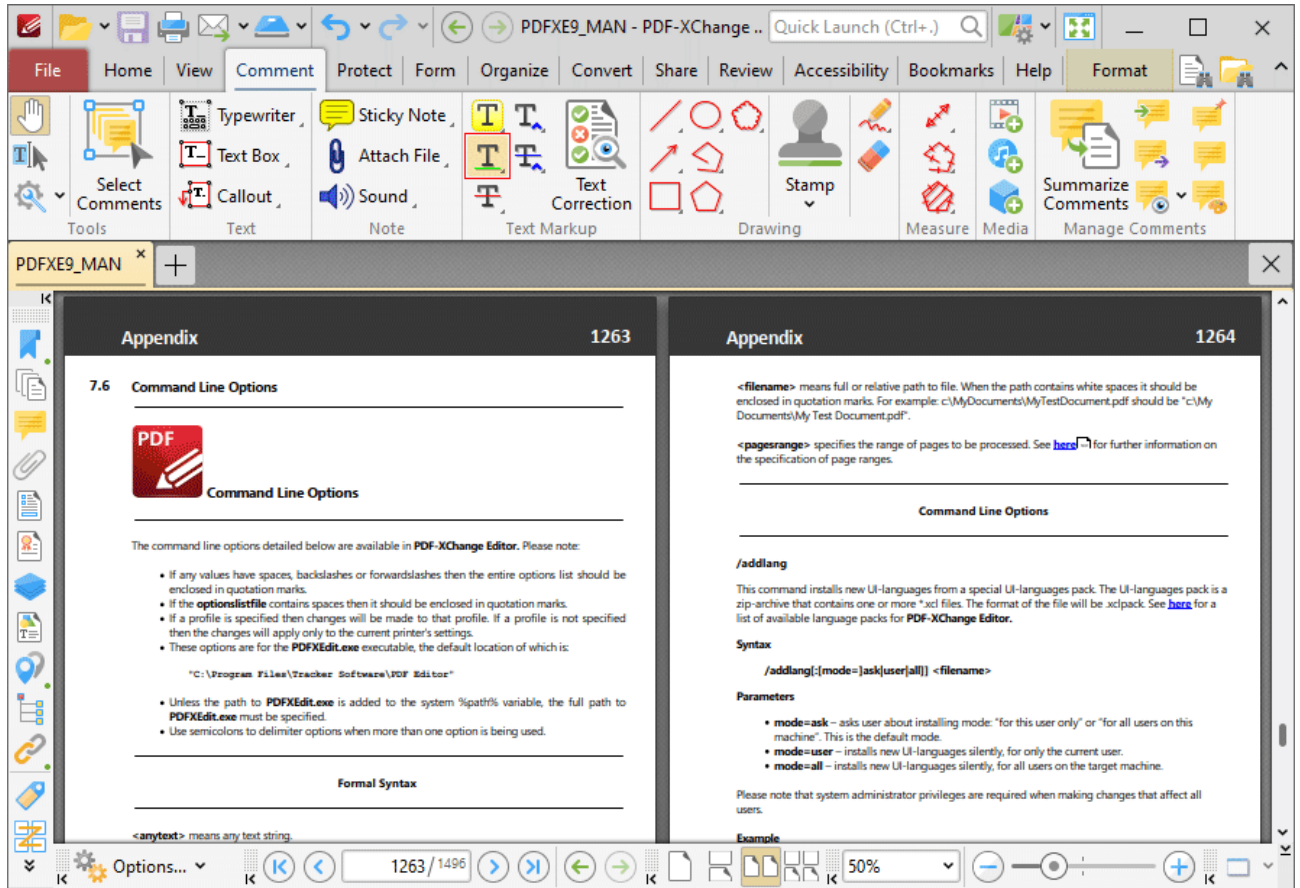 PDFXE9_MAN - PDF-XChange ..
Quick Launch (Ctrl+.)
File Home View Comment Protect Form Organize Convert Share Review Accessibility Bookmarks Help Format
Typewriter
Sticky Note
Text Box
Attach File
Callout
Sound
Select
Comments
Text
Correction
Stamp
Summarize
Comments
Tools Text Note Text Markup Drawing Measure Media Manage Comments
PDFXE9_MAN
Appendix 1263
7.6 Command Line Options
PDF
Command Line Options
The command line options detailed below are available in PDF-XChange Editor. Please note:
• If any values have spaces, backslashes or forwardslashes then the entire options list should be
enclosed in quotation marks.
• If the optionslistfile contains spaces then it should be enclosed in quotation marks.
• If a profile is specified then changes will be made to that profile. If a profile is not specified
then the changes will apply only to the current printer's settings.
• These options are for the PDFXEdit.exe executable, the default location of which is:
"C:\Program Files\Tracker Software\PDF Editor"
• Unless the path to PDFXEdit.exe is added to the system %path% variable, the full path to
PDFXEdit.exe must be specified.
• Use semicolons to delimiter options when more than one option is being used.
Formal Syntax
<anytext> means any text string.
Appendix 1264
<filename> means full or relative path to file. When the path contains white spaces it should be
enclosed in quotation marks. For example: c:\MyDocuments\MyTestDocument.pdf should be "c:\My
Documents\My Test Document.pdf".
<pagesrange> specifies the range of pages to be processed. See here for further information on
the specification of page ranges.
Command Line Options
/addlang
This command installs new UI-languages from a special UI-languages pack. The UI-languages pack is a
zip-archive that contains one or more *.xcl files. The format of the file will be .xclpack. See here for a
list of available language packs for PDF-XChange Editor.
Syntax
/addlang[:[mode=]ask|user|all]] <filename>
Parameters
• mode=ask – asks user about installing mode: "for this user only" or "for all users on this
machine". This is the default mode.
• mode=user – installs new UI-languages silently, for only the current user.
• mode=all – installs new UI-languages silently, for all users on the target machine.
Please note that system administrator privileges are required when making changes that affect all
users.
Example
Options... 1263 / 1496 50%